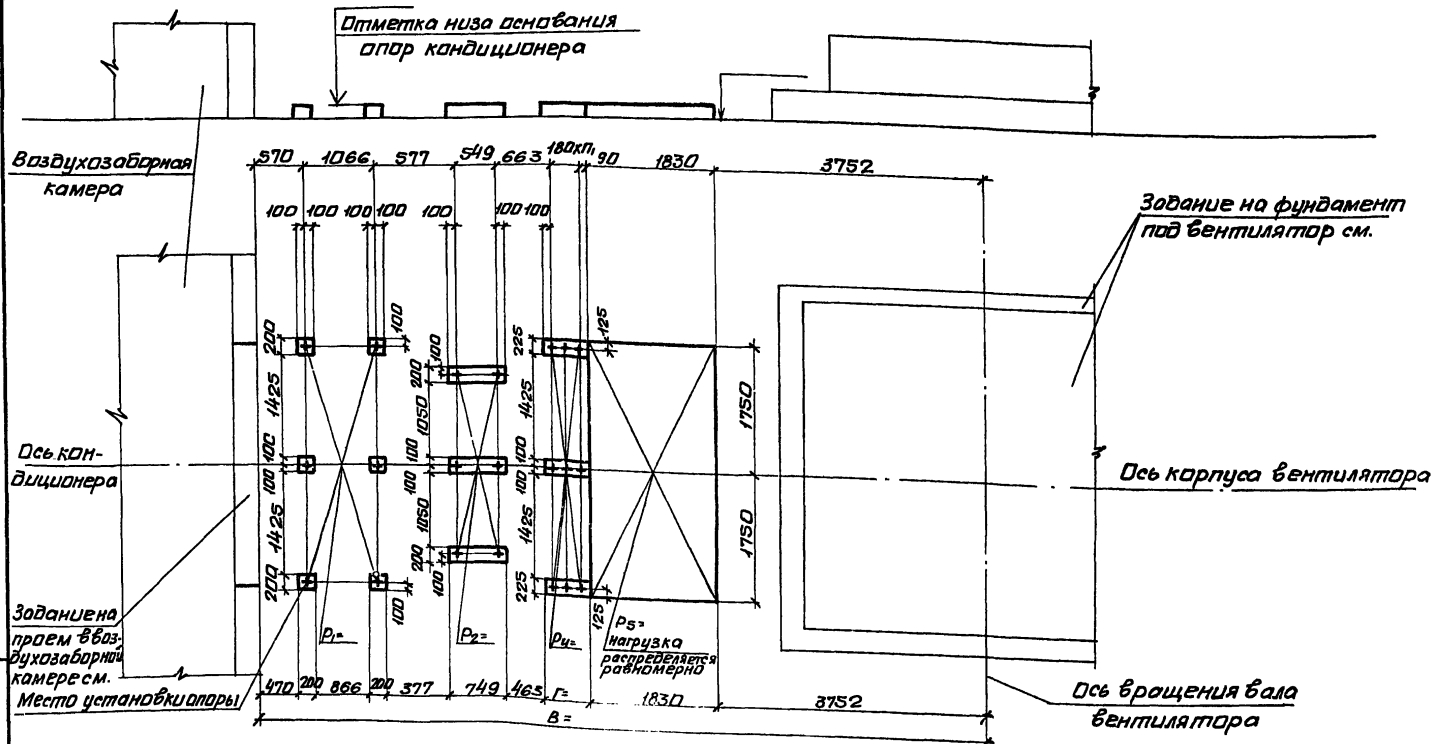 Отметка низа основания
опор кондиционера
Воздухозаборная
камера
570 1066 577 549 663 180кп1 90 1830 3752
100 100 100 100 100 100 100
Задание на фундамент
под вентилятор см.
200
100
1425
100
100
1425
200
100
200
100
1050
100
100
1050
200
100
225
125
1425
100
100
1425
225
125
1750
1750
Ось кон-
диционера
Ось корпуса вентилятора
Задание на
проем в воз-
духозаборной
камере см.
Место установки опоры
P1=
P2=
P4=
P5=
нагрузка
распределяется
равномерно
470 200 866 200 377 749 463 Г= 1830 3752
В =
Ось вращения вала
вентилятора